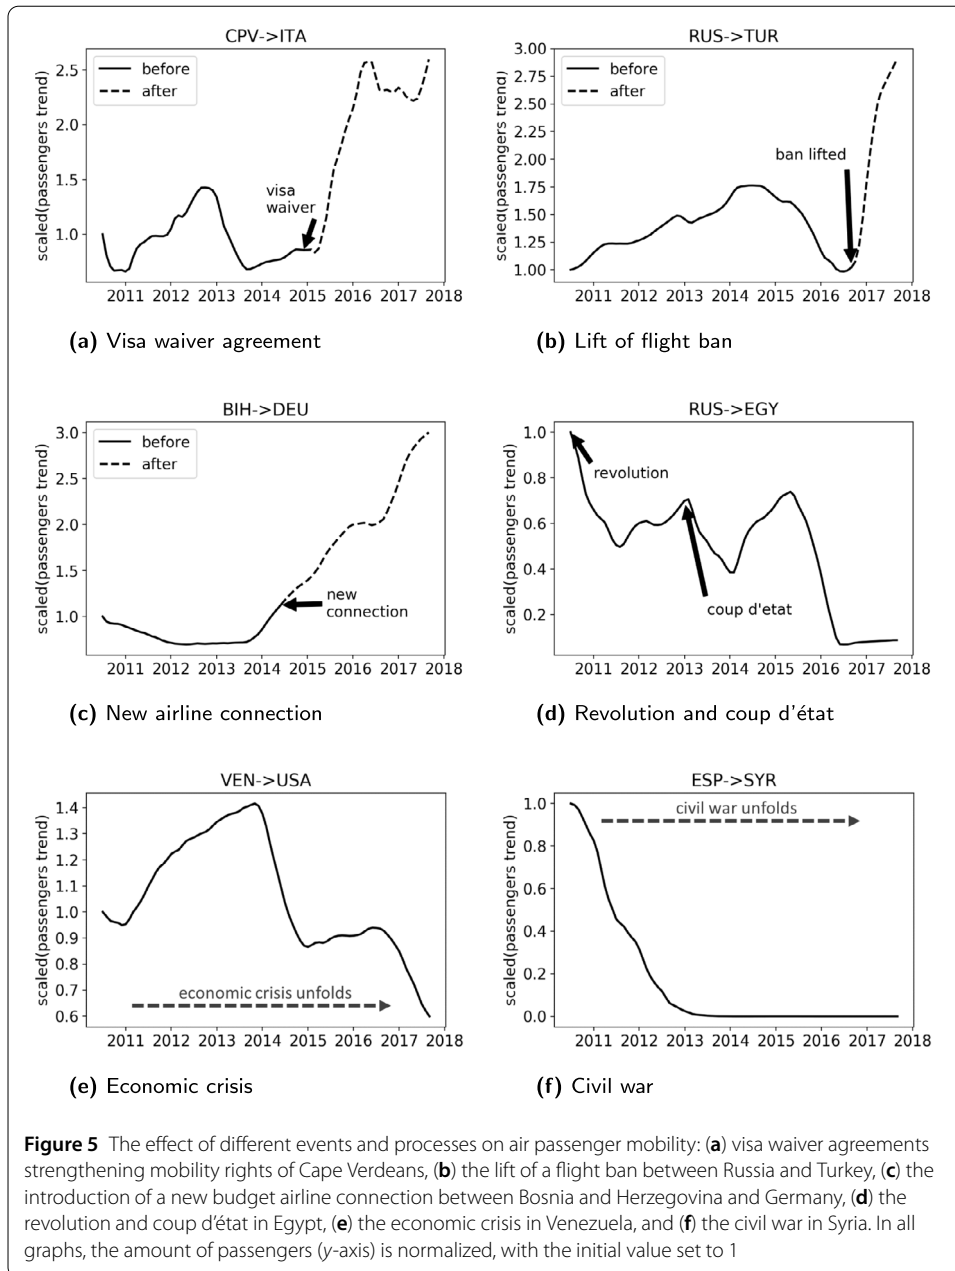 CPV->ITA
scaled(passengers trend)
2.5
2.0
1.5
1.0
before
after
visa
waiver
2011 2012 2013 2014 2015 2016 2017 2018
(a) Visa waiver agreement
RUS->TUR
scaled(passengers trend)
3.00
2.75
2.50
2.25
2.00
1.75
1.50
1.25
1.00
before
after
ban lifted
2011 2012 2013 2014 2015 2016 2017 2018
(b) Lift of flight ban
BIH->DEU
scaled(passengers trend)
3.0
2.5
2.0
1.5
1.0
before
after
new
connection
2011 2012 2013 2014 2015 2016 2017 2018
(c) New airline connection
RUS->EGY
scaled(passengers trend)
1.0
0.8
0.6
0.4
0.2
revolution
coup d'etat
2011 2012 2013 2014 2015 2016 2017 2018
(d) Revolution and coup d'état
VEN->USA
scaled(passengers trend)
1.4
1.3
1.2
1.1
1.0
0.9
0.8
0.7
0.6
economic crisis unfolds
2011 2012 2013 2014 2015 2016 2017 2018
(e) Economic crisis
ESP->SYR
scaled(passengers trend)
1.0
0.8
0.6
0.4
0.2
0.0
civil war unfolds
2011 2012 2013 2014 2015 2016 2017 2018
(f) Civil war
Figure 5 The effect of different events and processes on air passenger mobility: (a) visa waiver agreements
strengthening mobility rights of Cape Verdeans, (b) the lift of a flight ban between Russia and Turkey, (c) the
introduction of a new budget airline connection between Bosnia and Herzegovina and Germany, (d) the
revolution and coup d'état in Egypt, (e) the economic crisis in Venezuela, and (f) the civil war in Syria. In all
graphs, the amount of passengers (y-axis) is normalized, with the initial value set to 1